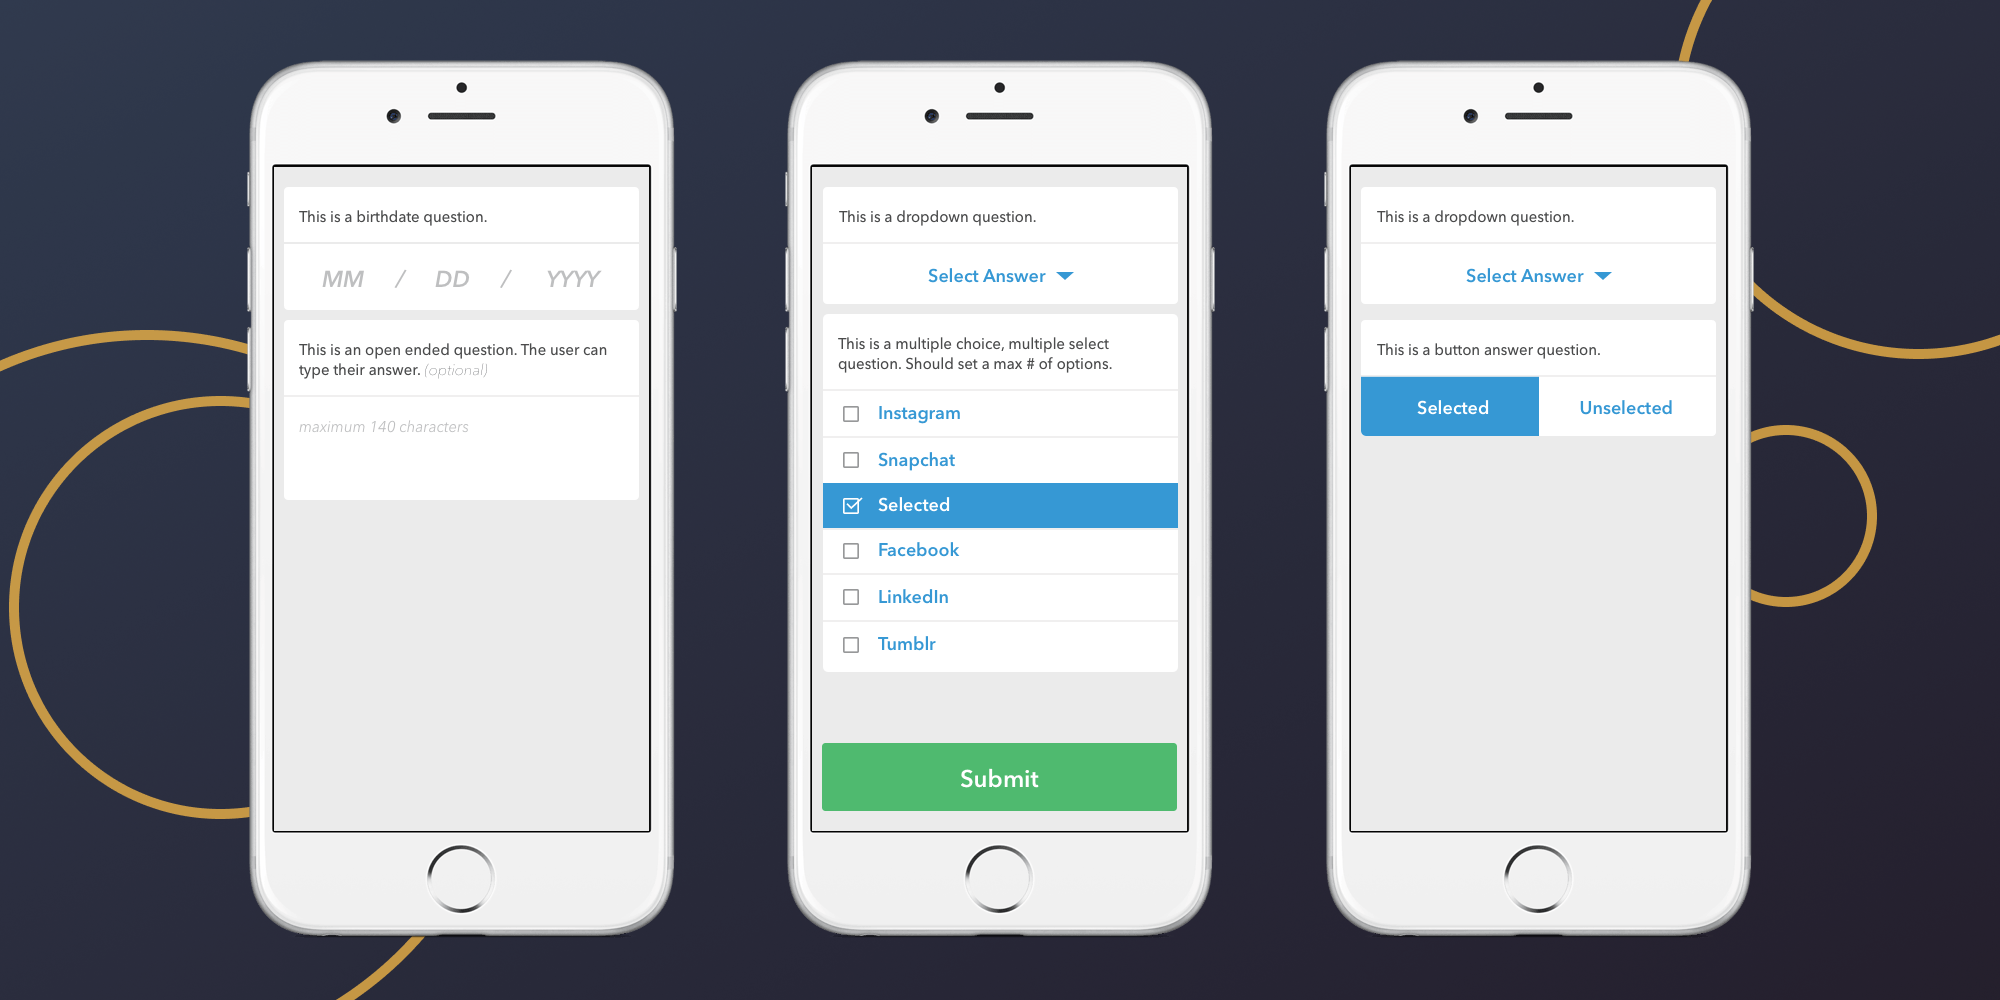 This is a birthdate question.
MM / DD / YYYY
This is an open ended question. The user can
type their answer. (optional)
maximum 140 characters
This is a dropdown question.
Select Answer
This is a multiple choice, multiple select
question. Should set a max # of options.
Instagram
Snapchat
Selected
Facebook
LinkedIn
Tumblr
Submit
This is a dropdown question.
Select Answer
This is a button answer question.
Selected
Unselected